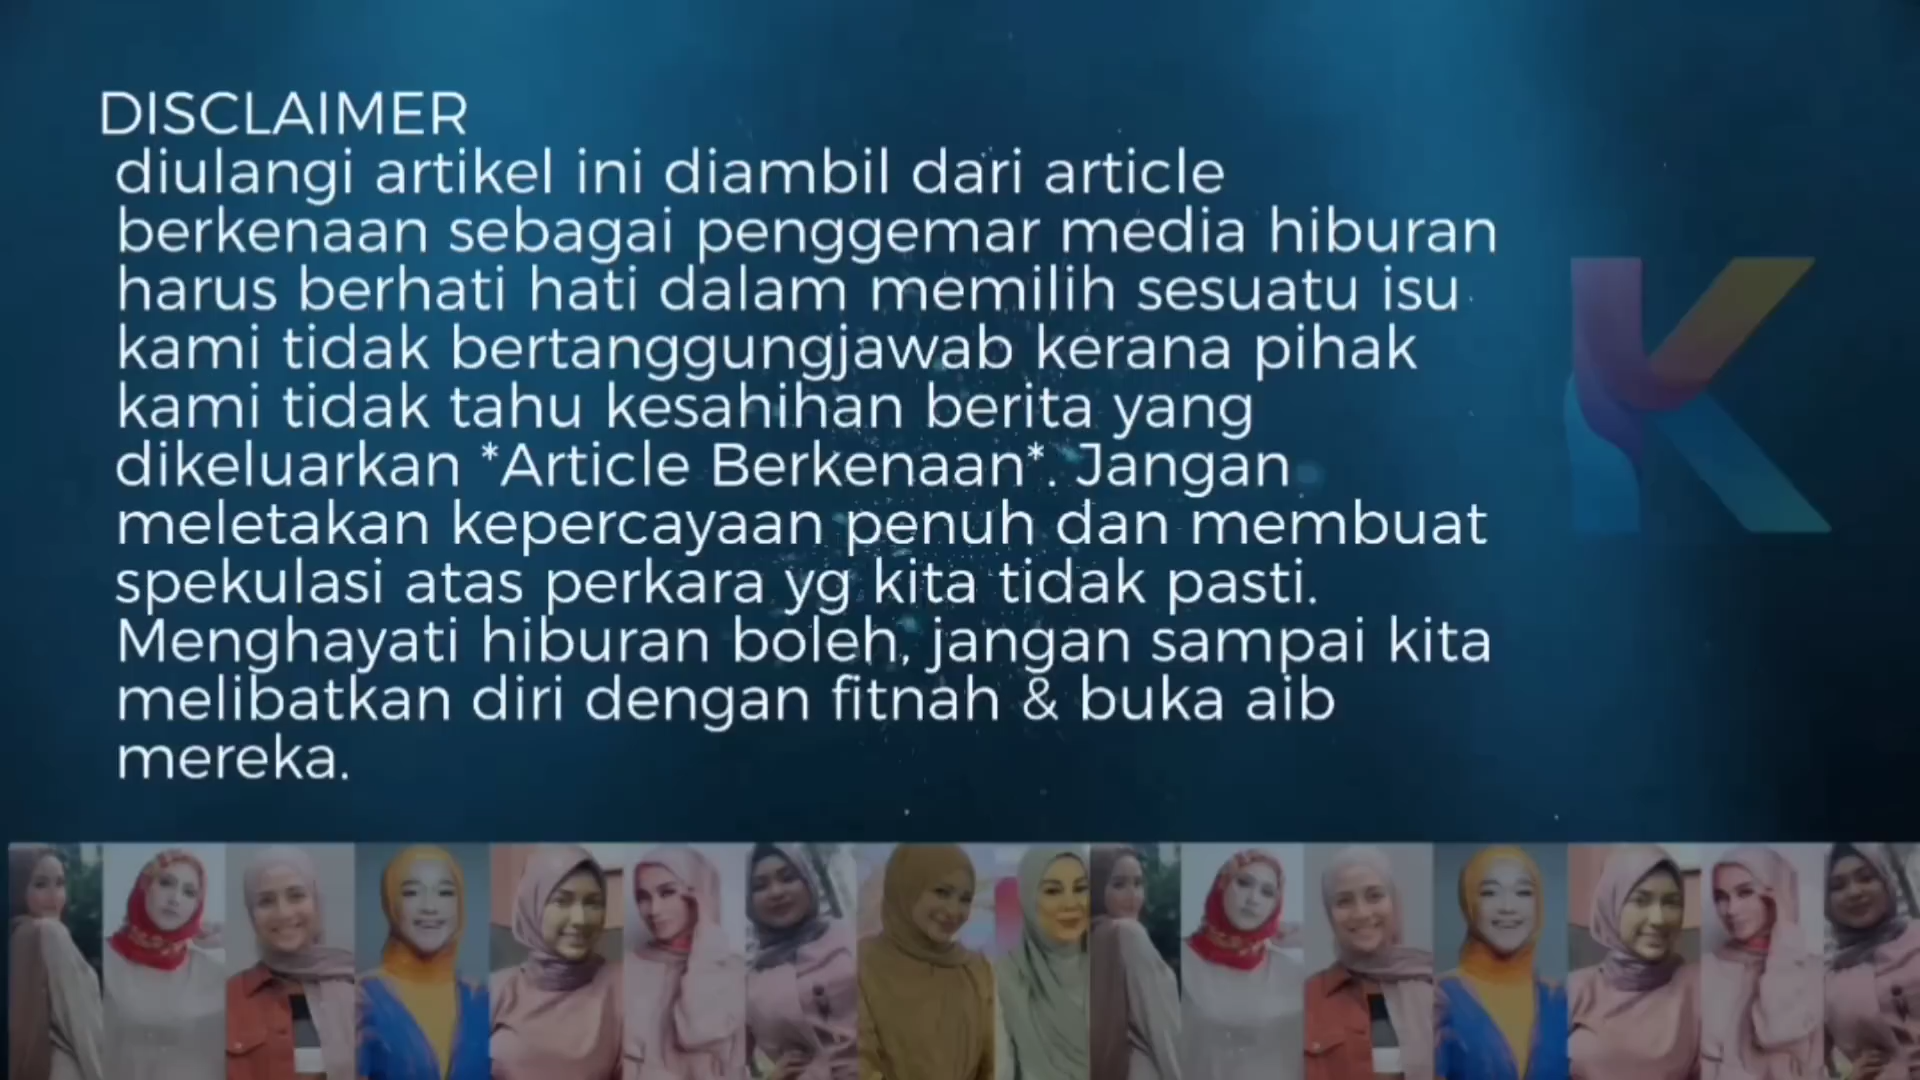 DISCLAIMER
diulangi artikel ini diambil dari article
berkenaan sebagai penggemar media hiburan
harus berhati hati dalam memilih sesuatu isu
kami tidak bertanggungjawab kerana pihak
kami tidak tahu kesahihan berita yang
dikeluarkan *Article Berkenaan*. Jangan
meletakan kepercayaan penuh dan membuat
spekulasi atas perkara yg kita tidak pasti.
Menghayati hiburan boleh, jangan sampai kita
melibatkan diri dengan fitnah & buka aib
mereka.
K